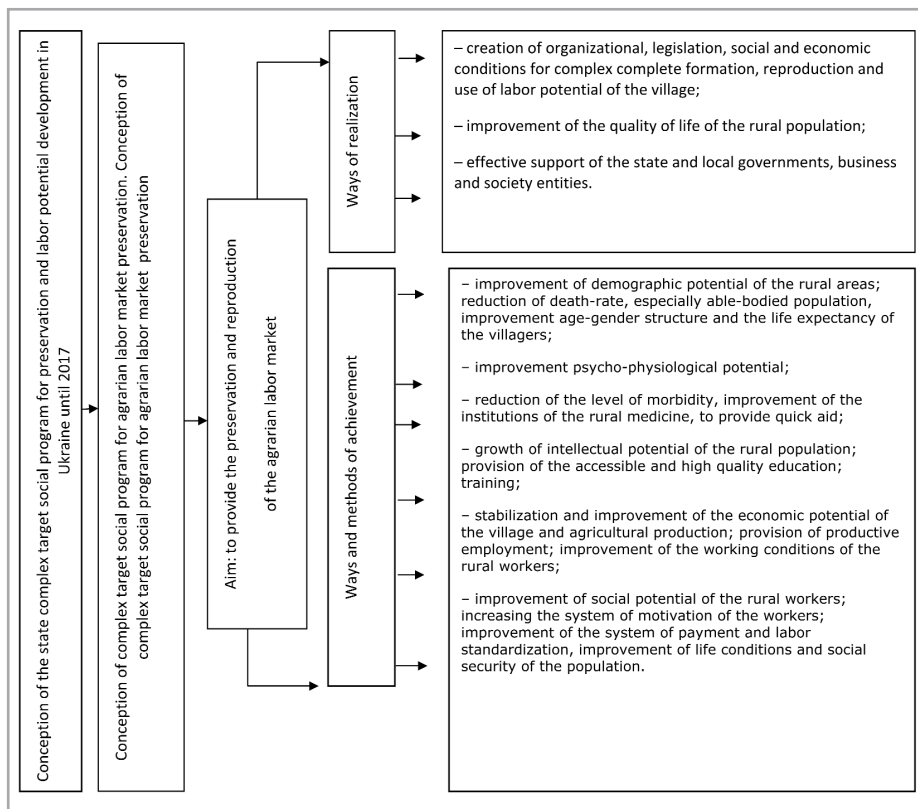 Conception of the state complex target social program for preservation and labor potential development in
Ukraine until 2017
Conception of complex target social program for agrarian labor market preservation. Conception of
complex target social program for agrarian labor market preservation
Aim: to provide the preservation and reproduction
of the agrarian labor market
Ways of realization
– creation of organizational, legislation, social and economic
conditions for complex complete formation, reproduction and
use of labor potential of the village;
– improvement of the quality of life of the rural population;
– effective support of the state and local governments, business
and society entities.
Ways and methods of achievement
– improvement of demographic potential of the rural areas;
reduction of death-rate, especially able-bodied population,
improvement age-gender structure and the life expectancy of
the villagers;
– improvement psycho-physiological potential;
– reduction of the level of morbidity, improvement of the
institutions of the rural medicine, to provide quick aid;
– growth of intellectual potential of the rural population;
provision of the accessible and high quality education;
training;
– stabilization and improvement of the economic potential of
the village and agricultural production; provision of productive
employment; improvement of the working conditions of the
rural workers;
– improvement of social potential of the rural workers;
increasing the system of motivation of the workers;
improvement of the system of payment and labor
standardization, improvement of life conditions and social
security of the population.